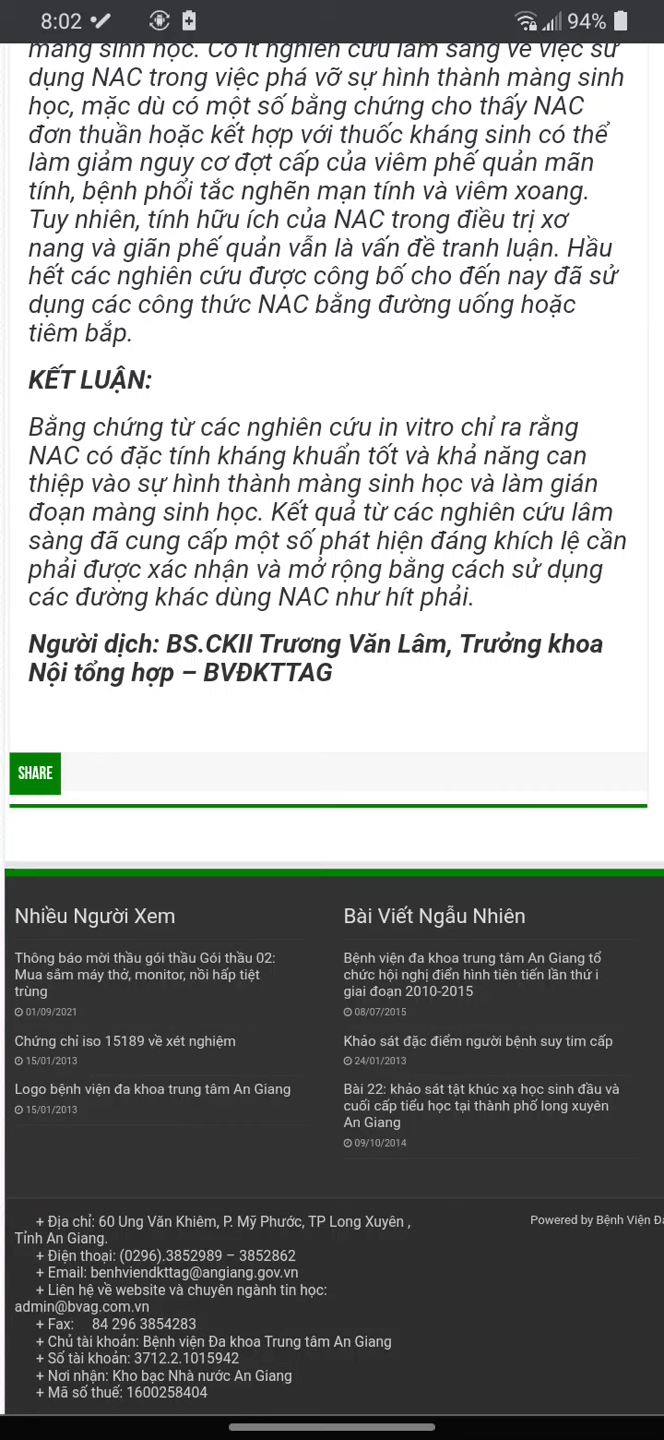 8:02
94%
màng sinh học. Có ít nghiên cứu lâm sàng về việc sử
dụng NAC trong việc phá vỡ sự hình thành màng sinh
học, mặc dù có một số bằng chứng cho thấy NAC
đơn thuần hoặc kết hợp với thuốc kháng sinh có thể
làm giảm nguy cơ đợt cấp của viêm phế quản mãn
tính, bệnh phổi tắc nghẽn mạn tính và viêm xoang.
Tuy nhiên, tính hữu ích của NAC trong điều trị xơ
nang và giãn phế quản vẫn là vấn đề tranh luận. Hầu
hết các nghiên cứu được công bố cho đến nay đã sử
dụng các công thức NAC bằng đường uống hoặc
tiêm bắp.
KẾT LUẬN:
Bằng chứng từ các nghiên cứu in vitro chỉ ra rằng
NAC có đặc tính kháng khuẩn tốt và khả năng can
thiệp vào sự hình thành màng sinh học và làm gián
đoạn màng sinh học. Kết quả từ các nghiên cứu lâm
sàng đã cung cấp một số phát hiện đáng khích lệ cần
phải được xác nhận và mở rộng bằng cách sử dụng
các đường khác dùng NAC như hít phải.
Người dịch: BS.CKII Trương Văn Lâm, Trưởng khoa
Nội tổng hợp – BVĐKTTAG
SHARE
Nhiều Người Xem
Thông báo mời thầu gói thầu Gói thầu 02:
Mua sắm máy thở, monitor, nồi hấp tiệt
trùng
01/09/2021
Chứng chỉ iso 15189 về xét nghiệm
15/01/2013
Logo bệnh viện đa khoa trung tâm An Giang
15/01/2013
Bài Viết Ngẫu Nhiên
Bệnh viện đa khoa trung tâm An Giang tổ
chức hội nghị điển hình tiên tiến lần thứ i
giai đoạn 2010-2015
08/07/2015
Khảo sát đặc điểm người bệnh suy tim cấp
24/01/2013
Bài 22: khảo sát tật khúc xạ học sinh đầu và
cuối cấp tiểu học tại thành phố long xuyên
An Giang
09/10/2014
+ Địa chỉ: 60 Ung Văn Khiêm, P. Mỹ Phước, TP Long Xuyên ,
Tỉnh An Giang.
+ Điện thoại: (0296).3852989 – 3852862
+ Email: benhviendkttag@angiang.gov.vn
+ Liên hệ về website và chuyên ngành tin học:
admin@bvag.com.vn
+ Fax: 84 296 3854283
+ Chủ tài khoản: Bệnh viện Đa khoa Trung tâm An Giang
+ Số tài khoản: 3712.2.1015942
+ Nơi nhận: Kho bạc Nhà nước An Giang
+ Mã số thuế: 1600258404
Powered by Bệnh Viện Đa